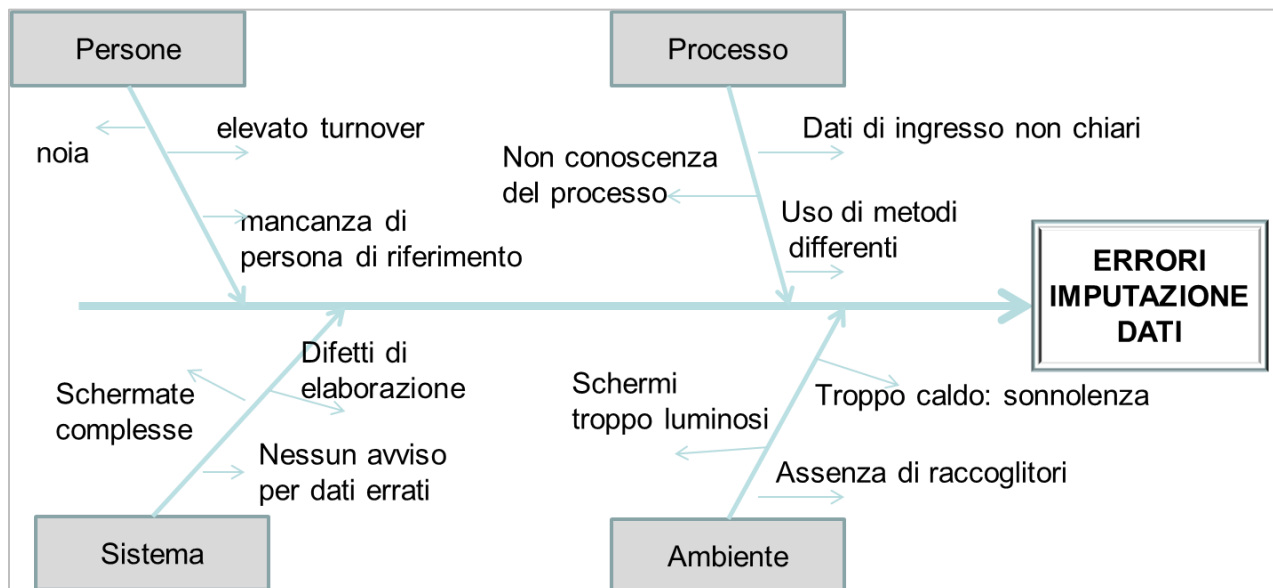 Persone
Processo
noia
elevato turnover
mancanza di
persona di riferimento
Non conoscenza
del processo
Dati di ingresso non chiari
Uso di metodi
differenti
ERRORI
IMPUTAZIONE
DATI
Schermate
complesse
Difetti di
elaborazione
Nessun avviso
per dati errati
Schermi
troppo luminosi
Troppo caldo: sonnolenza
Assenza di raccoglitori
Sistema
Ambiente